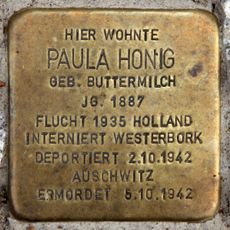 HIER WOHNTE
PAULA HONIG
GEB. BUTTERMILCH
JG. 1887
FLUCHT 1935 HOLLAND
INTERNIERT WESTERBORK
DEPORTIERT 2.10.1942
AUSCHWITZ
ERMORDET 5.10.1942